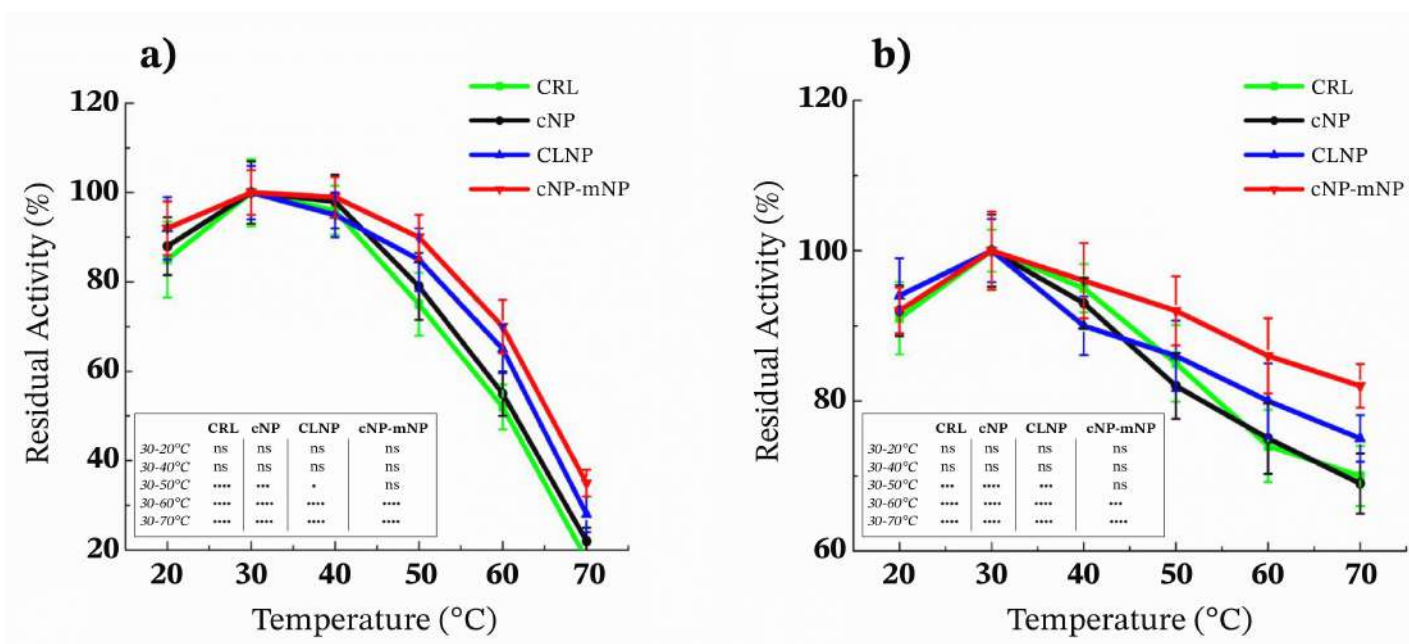 a)
CRL
cNP
CLNP
cNP-mNP
120
100
80
60
40
20
Residual Activity (%)
CRL cNP CLNP cNP-mNP
30-20°C ns ns ns ns
30-40°C ns ns ns ns
30-50°C **** *** * ns
30-60°C **** **** **** ****
30-70°C **** **** **** ****
20 30 40 50 60 70
Temperature (°C)
b)
CRL
cNP
CLNP
cNP-mNP
120
100
80
60
Residual Activity (%)
CRL cNP CLNP cNP-mNP
30-20°C ns ns ns ns
30-40°C ns ns ns ns
30-50°C *** **** *** ns
30-60°C **** **** **** ***
30-70°C **** **** **** ****
20 30 40 50 60 70
Temperature (°C)